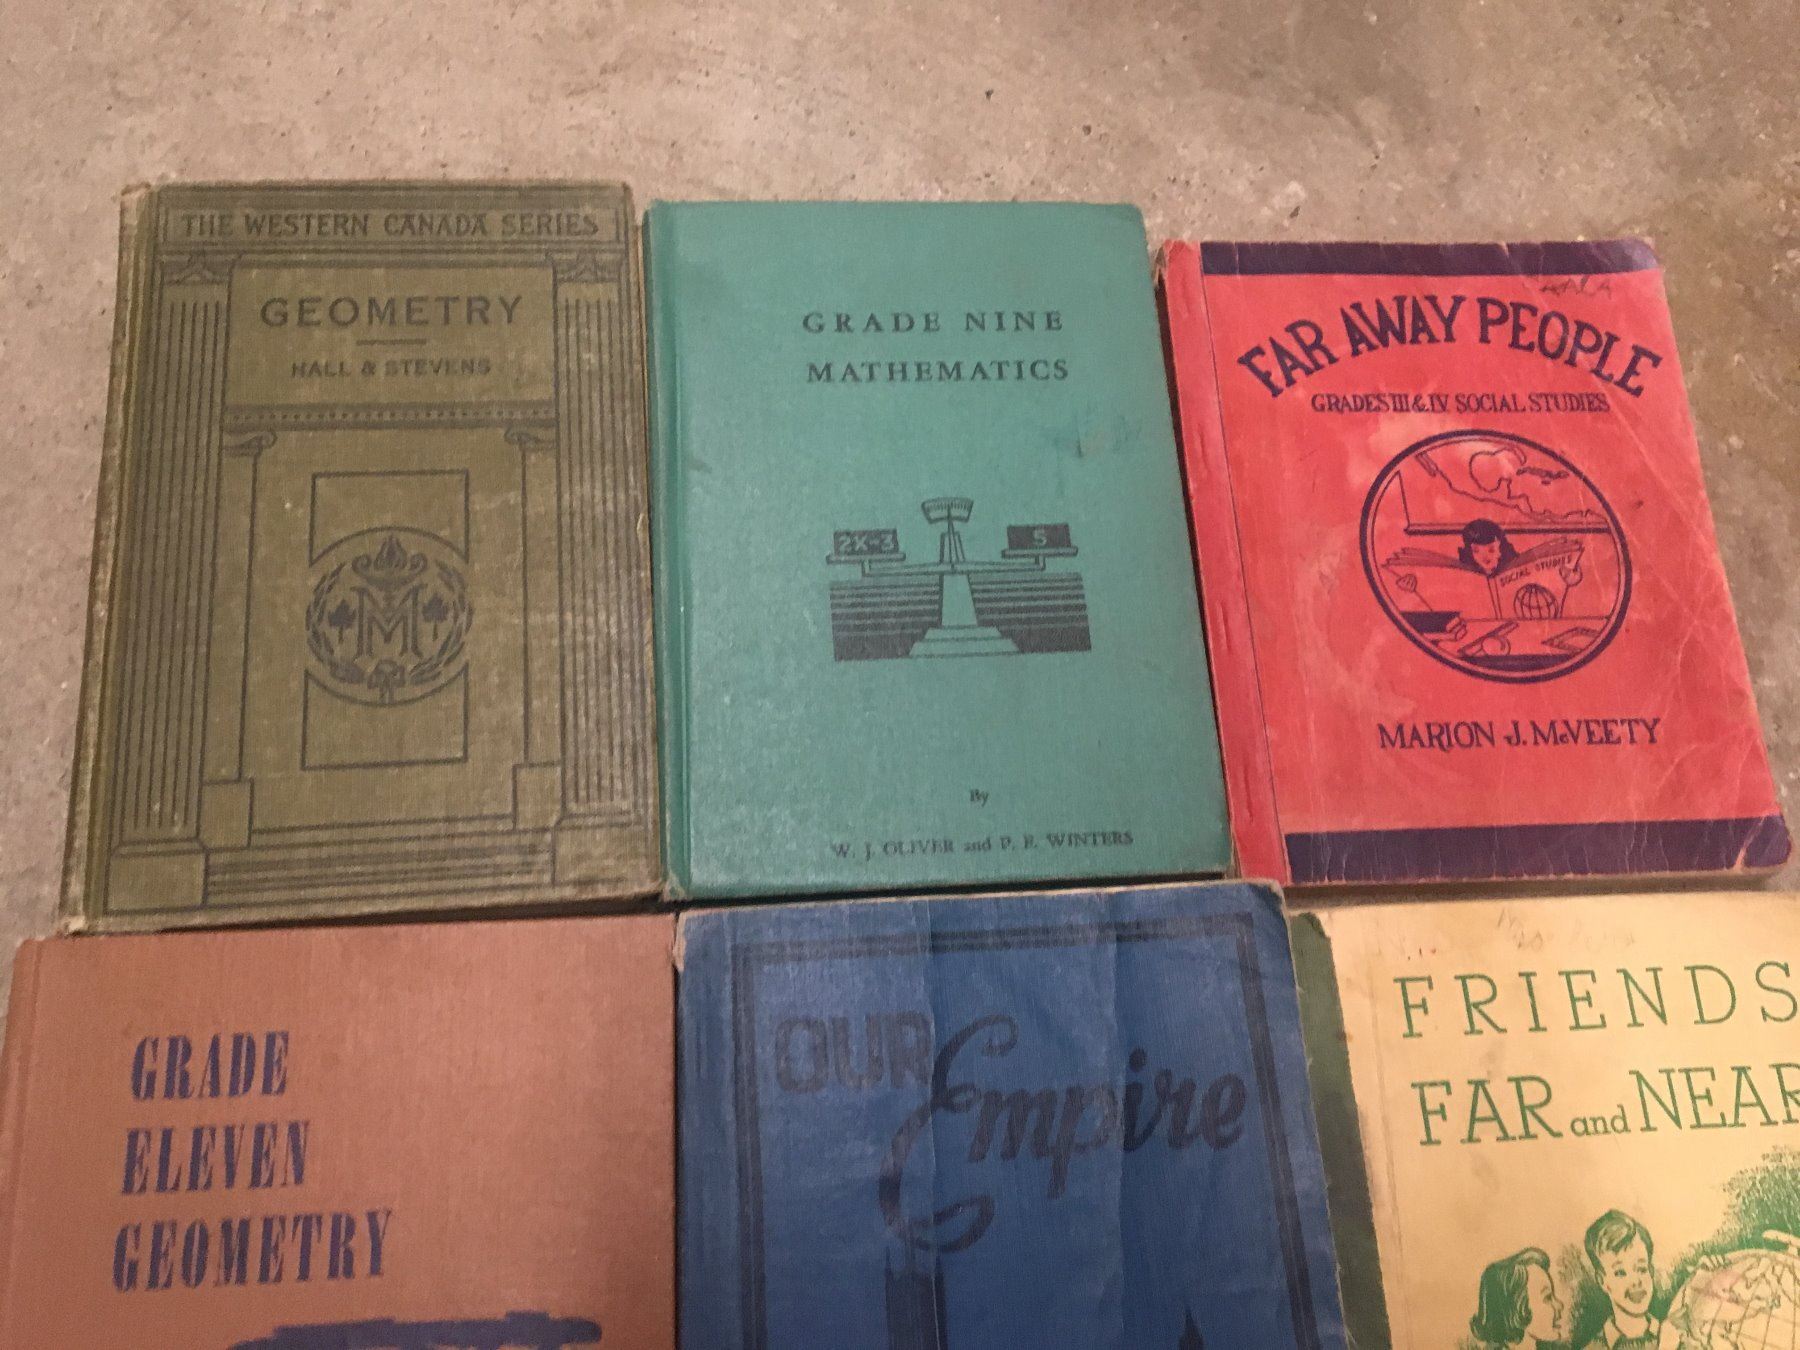 THE WESTERN CANADA SERIES
GEOMETRY
HALL & STEVENS
M
GRADE NINE
MATHEMATICS
2X-3
5
By
W. J. OLIVER and P. F. WINTERS
FAR AWAY PEOPLE
GRADES III & IV SOCIAL STUDIES
SOCIAL STUDIES
MARION J. McVEETY
GRADE
ELEVEN
GEOMETRY
OUR
Empire
FRIENDS
FAR and NEAR